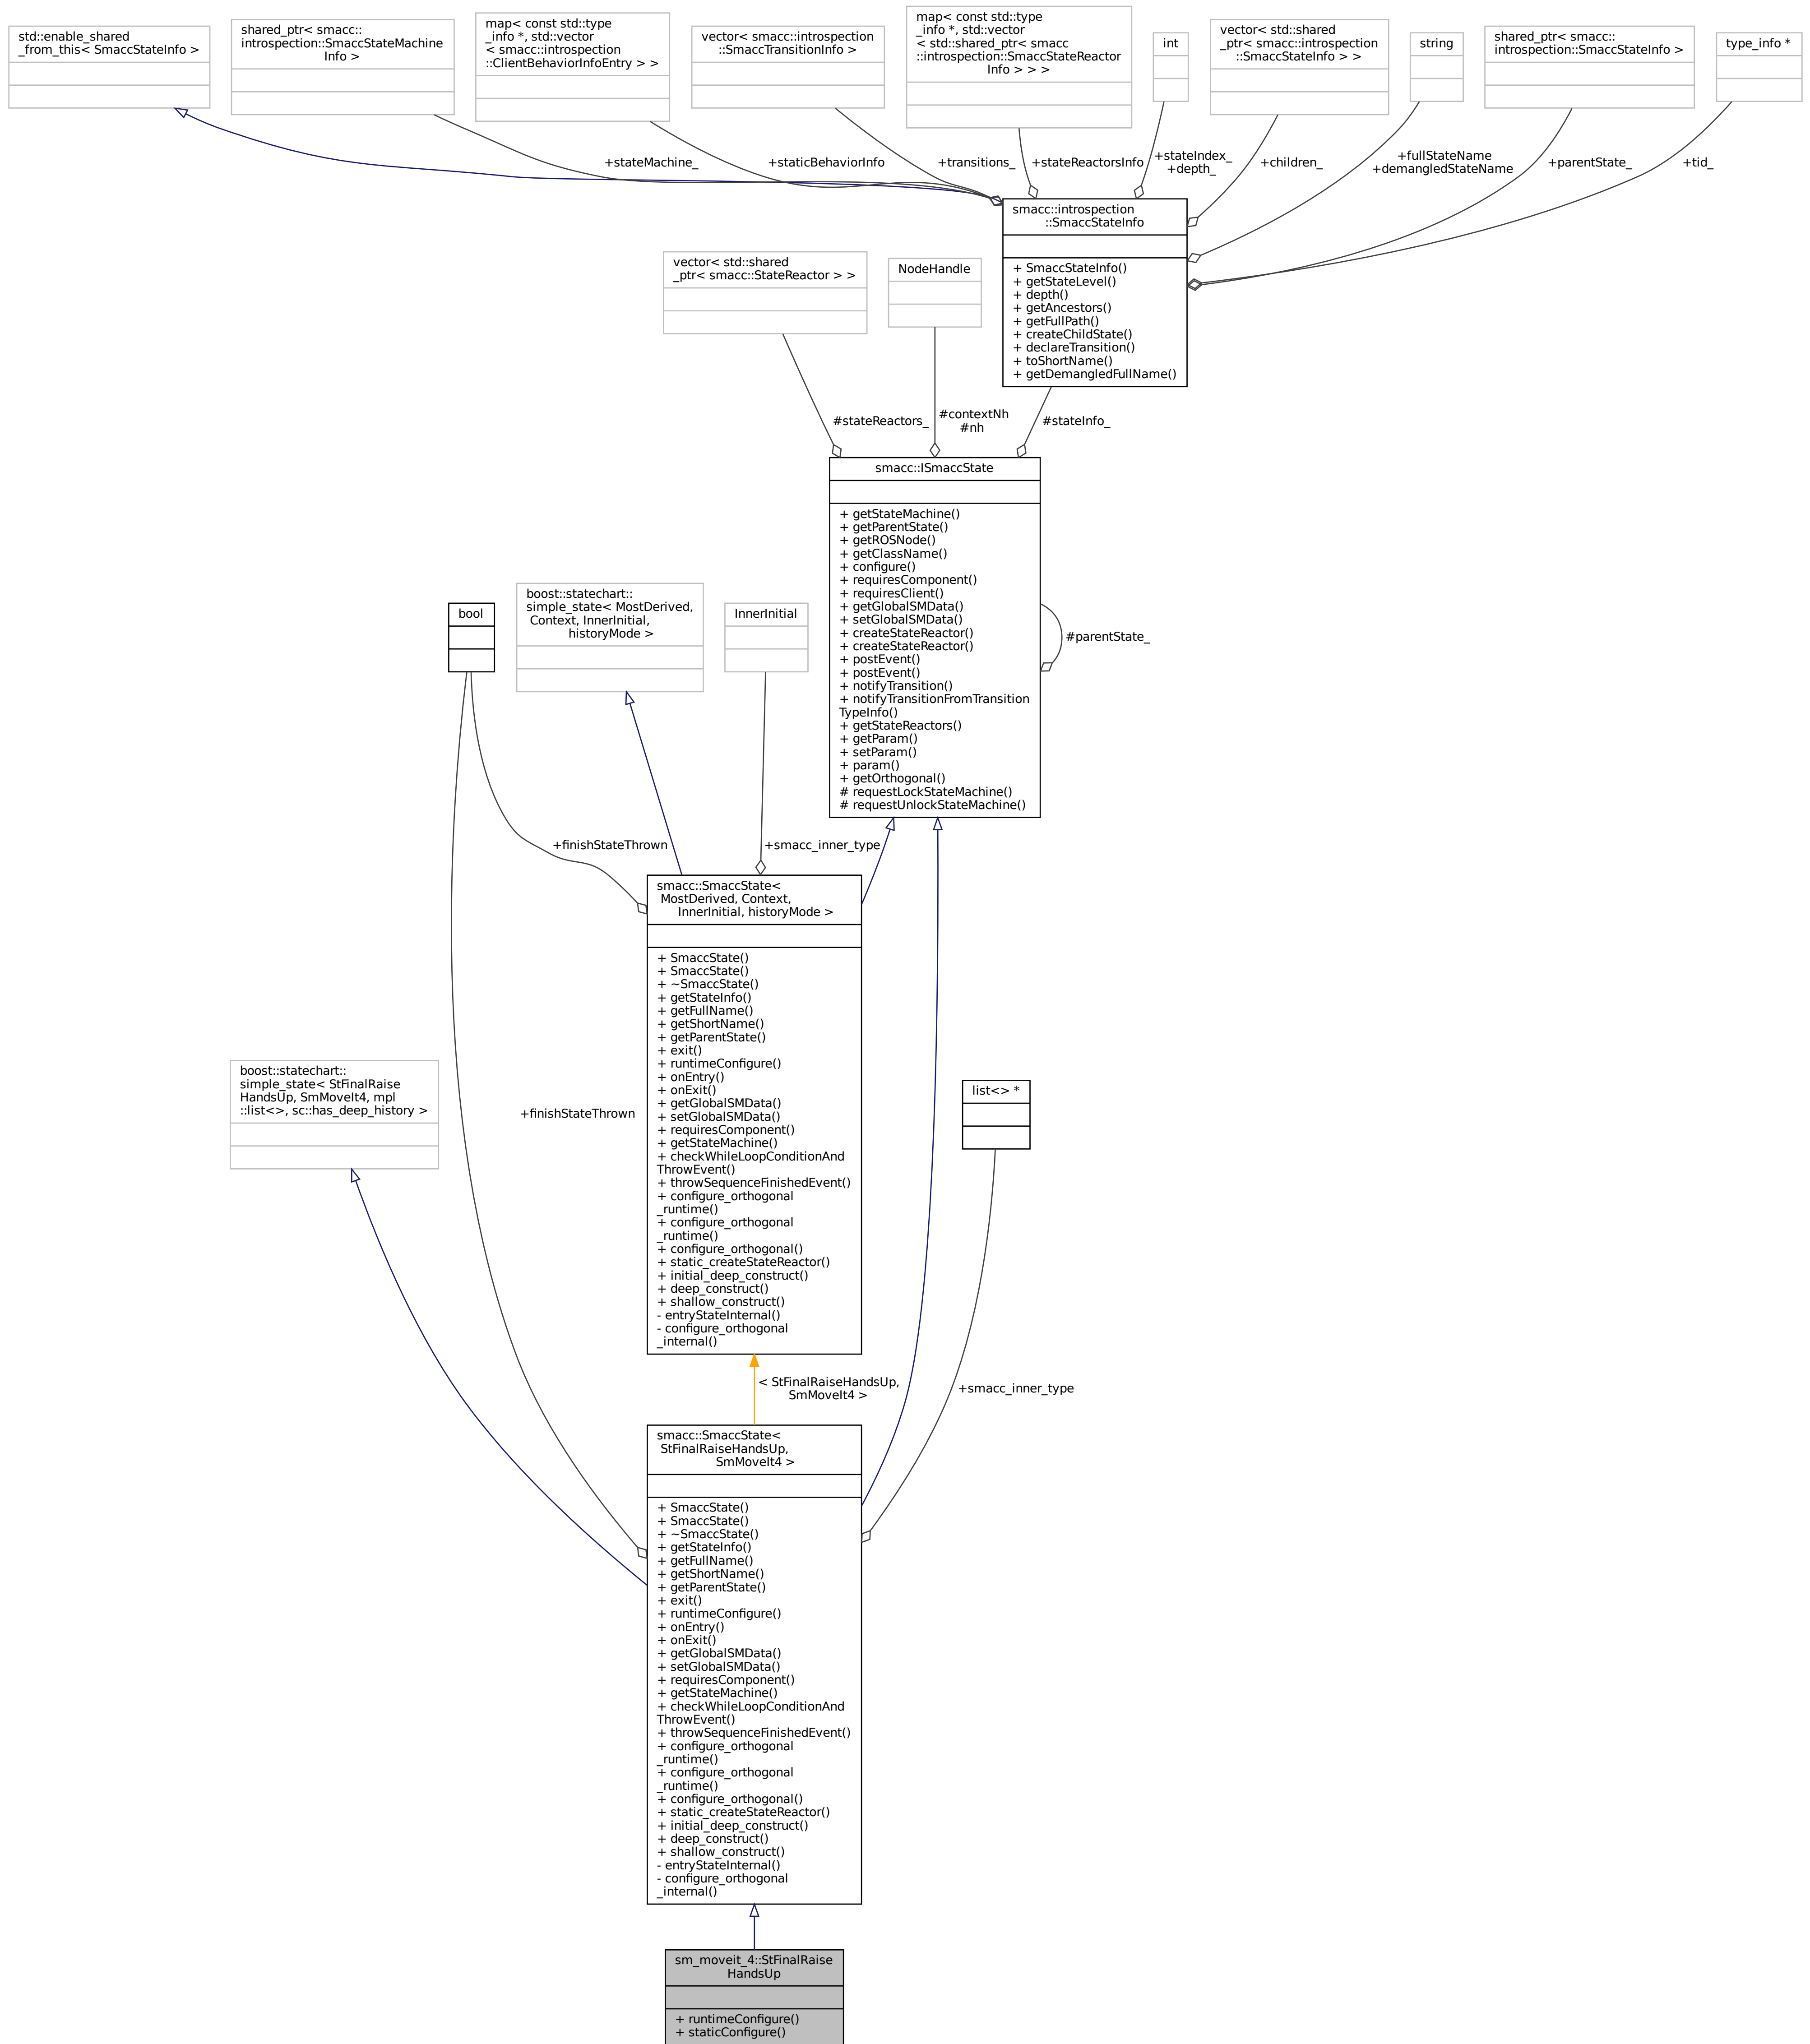 std::enable_shared
_from_this< SmaccStateInfo >
shared_ptr< smacc::
introspection::SmaccStateMachine
Info >
map< const std::type
_info *, std::vector
< smacc::introspection
::ClientBehaviorInfoEntry > >
vector< smacc::introspection
::SmaccTransitionInfo >
map< const std::type
_info *, std::vector
< std::shared_ptr< smacc
::introspection::SmaccStateReactor
Info > > >
int
vector< std::shared
_ptr< smacc::introspection
::SmaccStateInfo > >
string
shared_ptr< smacc::
introspection::SmaccStateInfo >
type_info *
+stateMachine_
+staticBehaviorInfo
+transitions_
+stateReactorsInfo
+stateIndex_
+depth_
+children_
+fullStateName
+demangledStateName
+parentState_
+tid_
smacc::introspection
::SmaccStateInfo
+ SmaccStateInfo()
+ getStateLevel()
+ depth()
+ getAncestors()
+ getFullPath()
+ createChildState()
+ declareTransition()
+ toShortName()
+ getDemangledFullName()
vector< std::shared
_ptr< smacc::StateReactor > >
NodeHandle
#stateReactors_
#contextNh
#nh
#stateInfo_
smacc::ISmaccState
+ getStateMachine()
+ getParentState()
+ getROSNode()
+ getClassName()
+ configure()
+ requiresComponent()
+ requiresClient()
+ getGlobalSMData()
+ setGlobalSMData()
+ createStateReactor()
+ createStateReactor()
+ postEvent()
+ postEvent()
+ notifyTransition()
+ notifyTransitionFromTransition
TypeInfo()
+ getStateReactors()
+ getParam()
+ setParam()
+ param()
+ getOrthogonal()
# requestLockStateMachine()
# requestUnlockStateMachine()
#parentState_
bool
boost::statechart::
simple_state< MostDerived,
Context, InnerInitial,
historyMode >
InnerInitial
+finishStateThrown
+smacc_inner_type
smacc::SmaccState<
MostDerived, Context,
InnerInitial, historyMode >
+ SmaccState()
+ SmaccState()
+ ~SmaccState()
+ getStateInfo()
+ getFullName()
+ getShortName()
+ getParentState()
+ exit()
+ runtimeConfigure()
+ onEntry()
+ onExit()
+ getGlobalSMData()
+ setGlobalSMData()
+ requiresComponent()
+ getStateMachine()
+ checkWhileLoopConditionAnd
ThrowEvent()
+ throwSequenceFinishedEvent()
+ configure_orthogonal
_runtime()
+ configure_orthogonal
_runtime()
+ configure_orthogonal()
+ static_createStateReactor()
+ initial_deep_construct()
+ deep_construct()
+ shallow_construct()
- entryStateInternal()
- configure_orthogonal
_internal()
boost::statechart::
simple_state< StFinalRaise
HandsUp, SmMoveIt4, mpl
::list<>, sc::has_deep_history >
+finishStateThrown
list<> *
< StFinalRaiseHandsUp,
SmMoveIt4 >
+smacc_inner_type
smacc::SmaccState<
StFinalRaiseHandsUp,
SmMoveIt4 >
+ SmaccState()
+ SmaccState()
+ ~SmaccState()
+ getStateInfo()
+ getFullName()
+ getShortName()
+ getParentState()
+ exit()
+ runtimeConfigure()
+ onEntry()
+ onExit()
+ getGlobalSMData()
+ setGlobalSMData()
+ requiresComponent()
+ getStateMachine()
+ checkWhileLoopConditionAnd
ThrowEvent()
+ throwSequenceFinishedEvent()
+ configure_orthogonal
_runtime()
+ configure_orthogonal
_runtime()
+ configure_orthogonal()
+ static_createStateReactor()
+ initial_deep_construct()
+ deep_construct()
+ shallow_construct()
- entryStateInternal()
- configure_orthogonal
_internal()
sm_moveit_4::StFinalRaise
HandsUp
+ runtimeConfigure()
+ staticConfigure()